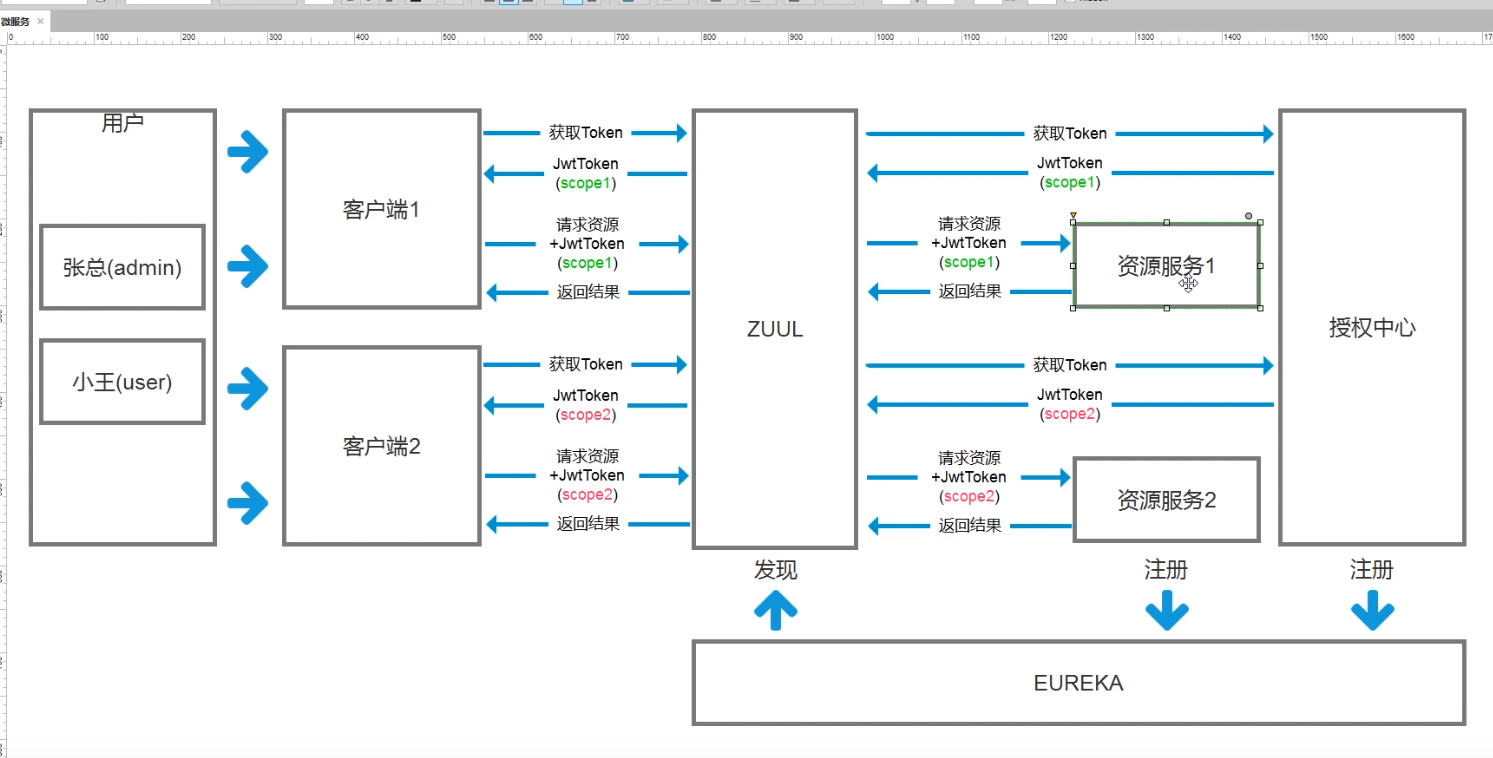 微服务
0 100 200 300 400 500 600 700 800 900 1000 1100 1200 1300 1400 1500 1600
用户
张总(admin)
小王(user)
客户端1
客户端2
获取Token
JwtToken
(scope1)
请求资源
+JwtToken
(scope1)
返回结果
获取Token
JwtToken
(scope2)
请求资源
+JwtToken
(scope2)
返回结果
ZUUL
获取Token
JwtToken
(scope1)
请求资源
+JwtToken
(scope1)
返回结果
资源服务1
获取Token
JwtToken
(scope2)
请求资源
+JwtToken
(scope2)
返回结果
资源服务2
授权中心
发现
注册
注册
EUREKA